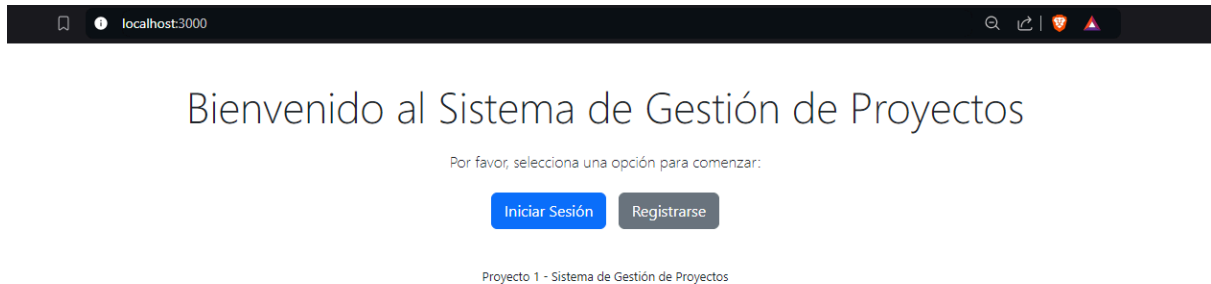 localhost:3000
Bienvenido al Sistema de Gestión de Proyectos
Por favor, selecciona una opción para comenzar:
Iniciar Sesión Registrarse
Proyecto 1 - Sistema de Gestión de Proyectos